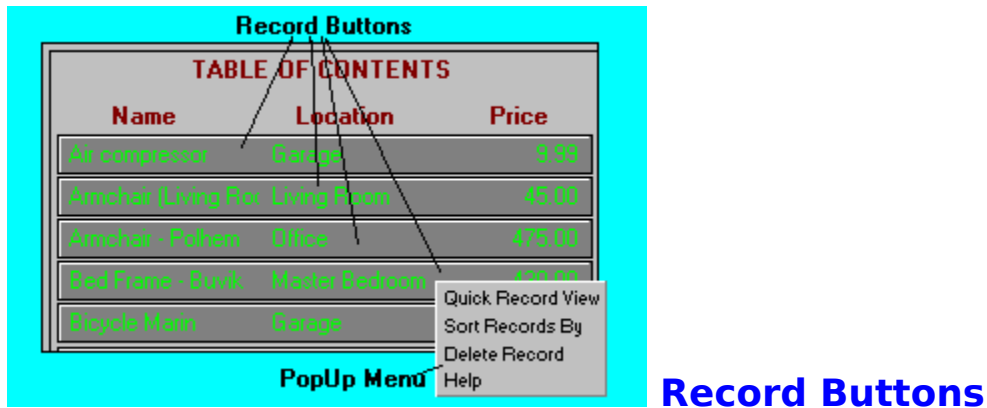 Record Buttons
TABLE OF CONTENTS
Name Location Price
Air compressor Garage 9.99
Armchair (Living Roo Living Room 45.00
Armchair - Polhem Office 475.00
Bed Frame - Buvik Master Bedroom
Bicycle Marin Garage
Quick Record View
Sort Records By
Delete Record
Help
PopUp Menu
Record Buttons